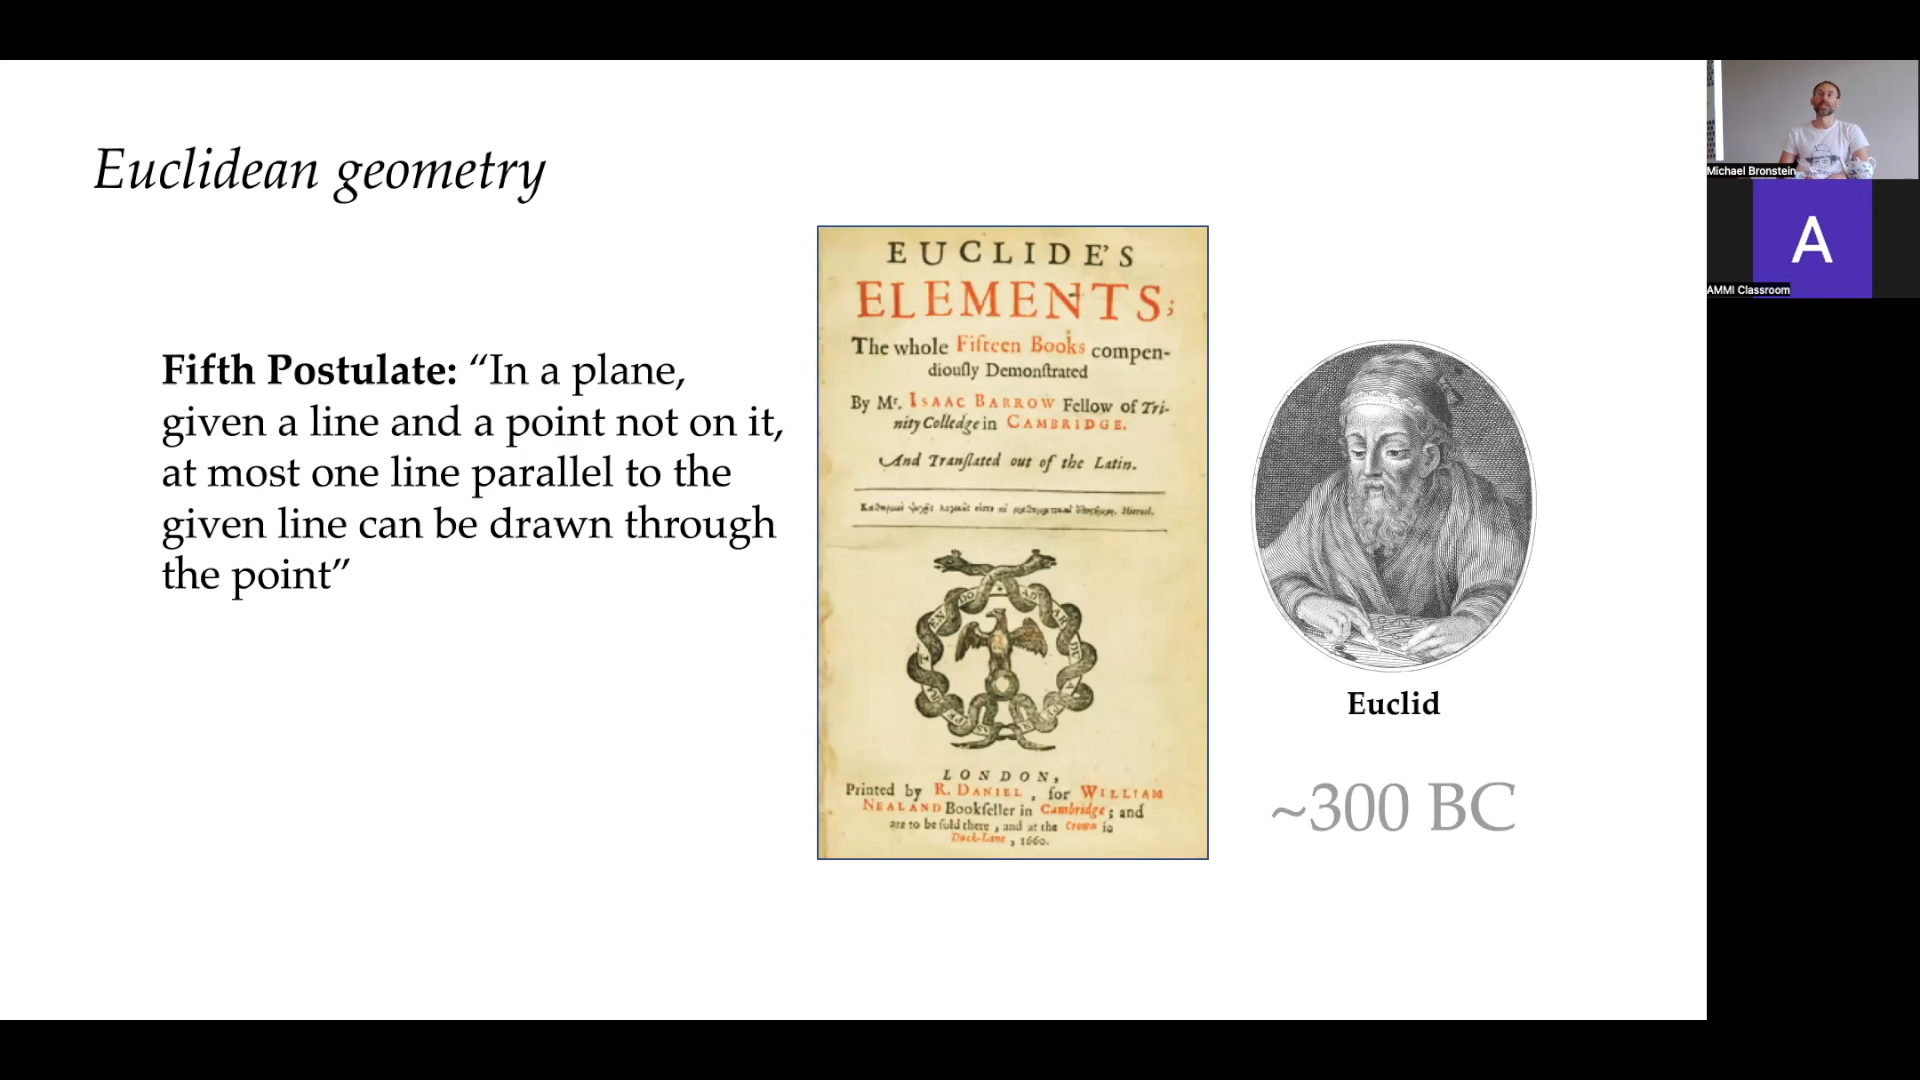 Euclidean geometry
Fifth Postulate: “In a plane,
given a line and a point not on it,
at most one line parallel to the
given line can be drawn through
the point”
EUCLIDE’S
ELEMENTS;
The whole Fifteen Books compen-
diouſly Demonſtrated
By Mr. ISAAC BARROW Fellow of Tri-
nity Colledge in CAMBRIDGE.
And Tranſlated out of the Latin.
LONDON,
Printed by R. DANIEL, for WILLIAM
NEALAND Bookſeller in Cambridge; and
are to be ſold there, and at the Crown in
Duck-Lane, 1660.
Euclid
~300 BC
Michael Bronstein
A
AMMI Classroom